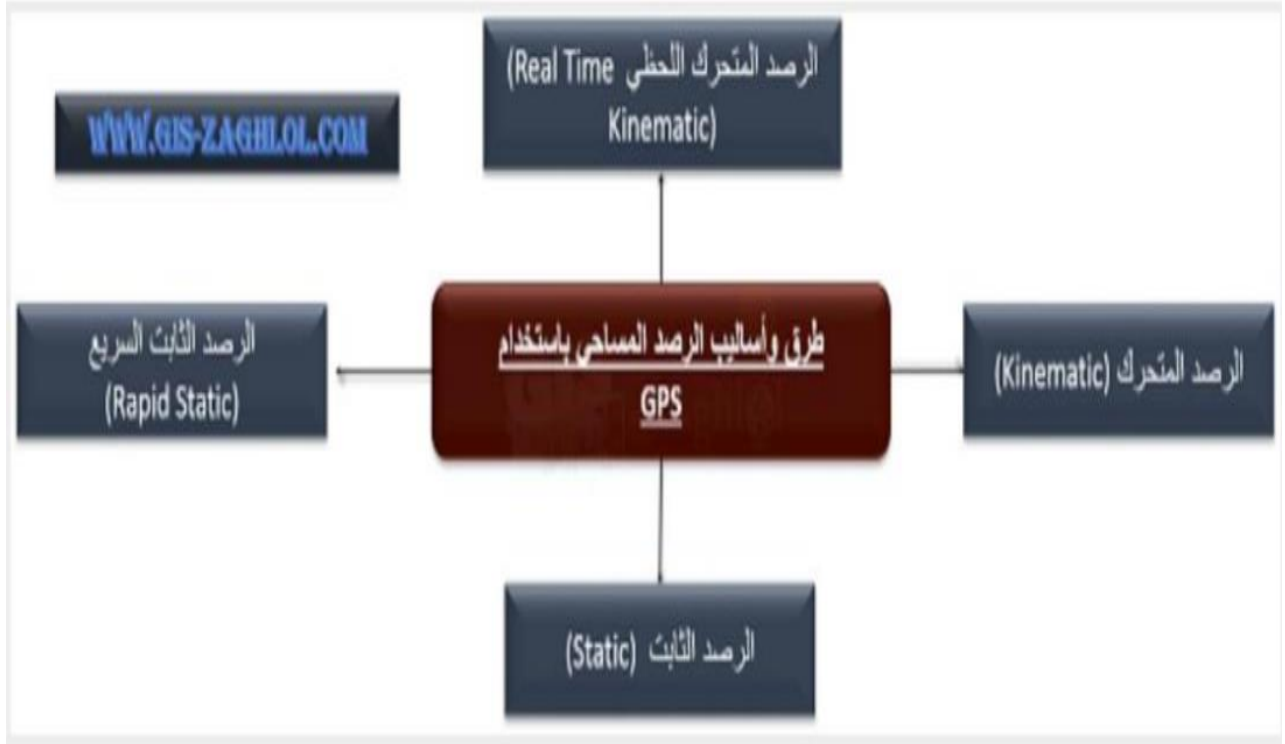 الرصد المتحرك اللحظي (Real Time
Kinematic)
WWW.GIS-ZAGHLOL.COM
طرق وأساليب الرصد المساحي باستخدام
GPS
الرصد المتحرك (Kinematic)
الرصد الثابت السريع
(Rapid Static)
الرصد الثابت (Static)